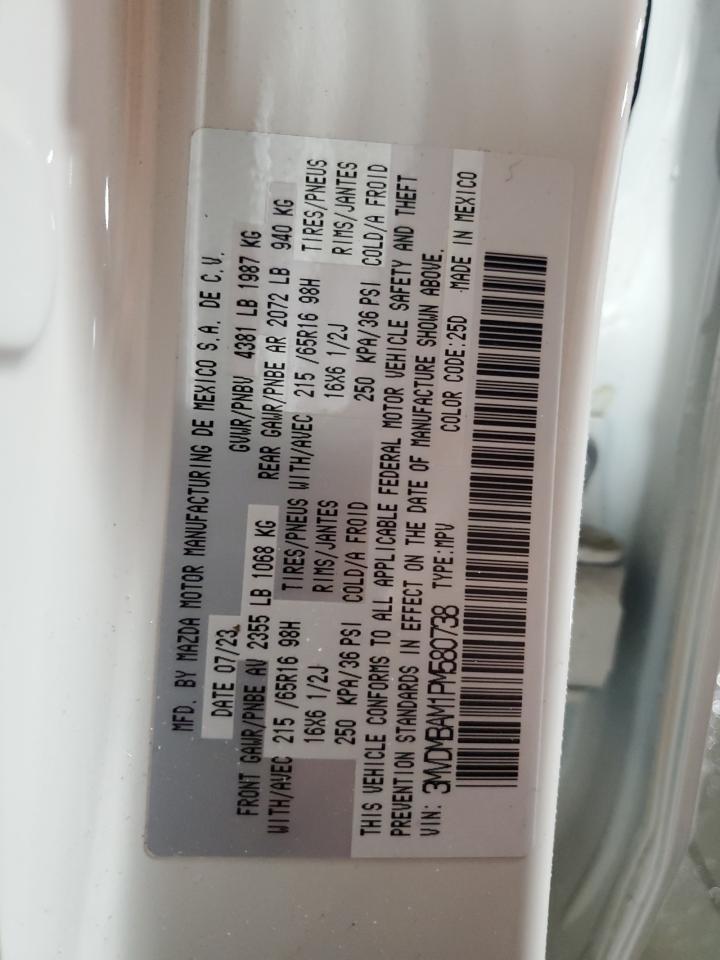 MFD. BY MAZDA MOTOR MANUFACTURING DE MEXICO S.A. DE C.V.
DATE 07/23 GVWR/PNBV 4381 LB 1987 KG
FRONT GAWR/PNBE AV 2355 LB 1068 KG REAR GAWR/PNBE AR 2072 LB 940 KG
WITH/AVEC 215 /65R16 98H TIRES/PNEUS WITH/AVEC 215 /65R16 98H TIRES/PNEUS
16X6 1/2J RIMS/JANTES 16X6 1/2J RIMS/JANTES
250 KPA/36 PSI COLD/A FROID 250 KPA/36 PSI COLD/A FROID
THIS VEHICLE CONFORMS TO ALL APPLICABLE FEDERAL MOTOR VEHICLE SAFETY AND THEFT
PREVENTION STANDARDS IN EFFECT ON THE DATE OF MANUFACTURE SHOWN ABOVE.
VIN: 3MVDMBAM1PM580738 TYPE:MPV COLOR CODE:25D MADE IN MEXICO